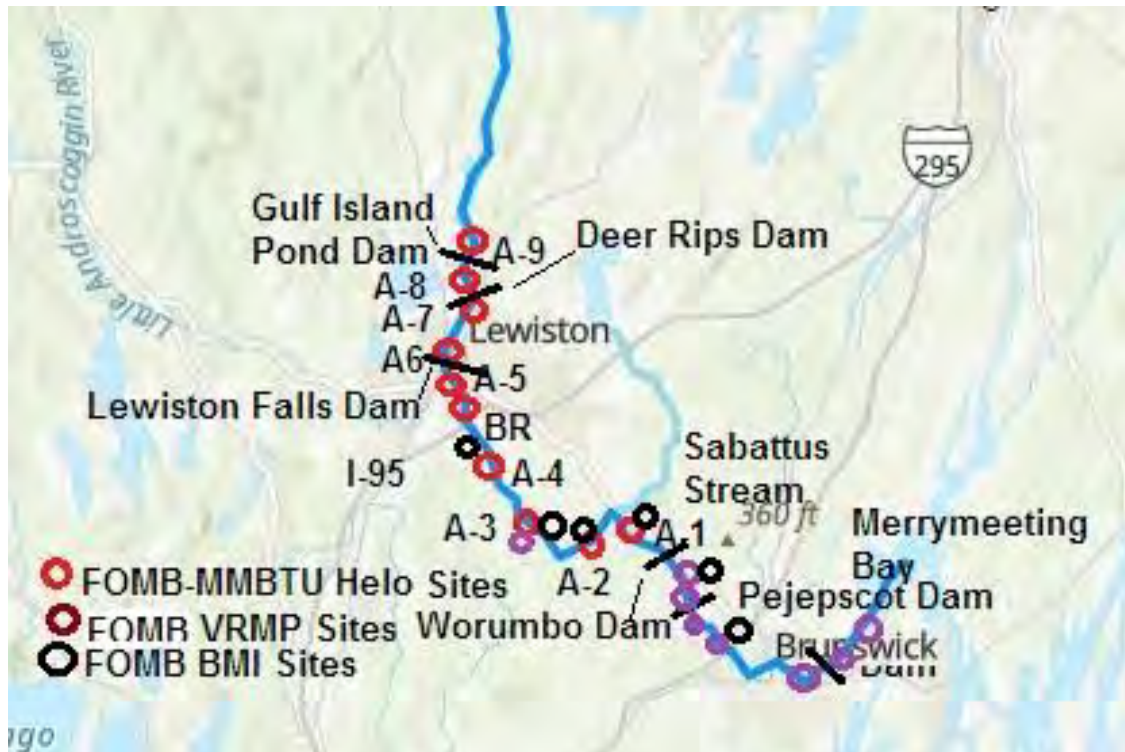 295
Little Androscoggin River
Gulf Island
Pond Dam
A-9
Deer Rips Dam
A-8
A-7
Lewiston
A6
A-5
Lewiston Falls Dam
BR
I-95
A-4
Sabattus
Stream
360 ft
A-3
A-1
Merrymeeting
Bay
A-2
FOMB-MMBTU Helo Sites
Pejepscot Dam
FOMB VRMP Sites
Worumbo Dam
Brunswick
Dam
FOMB BMI Sites